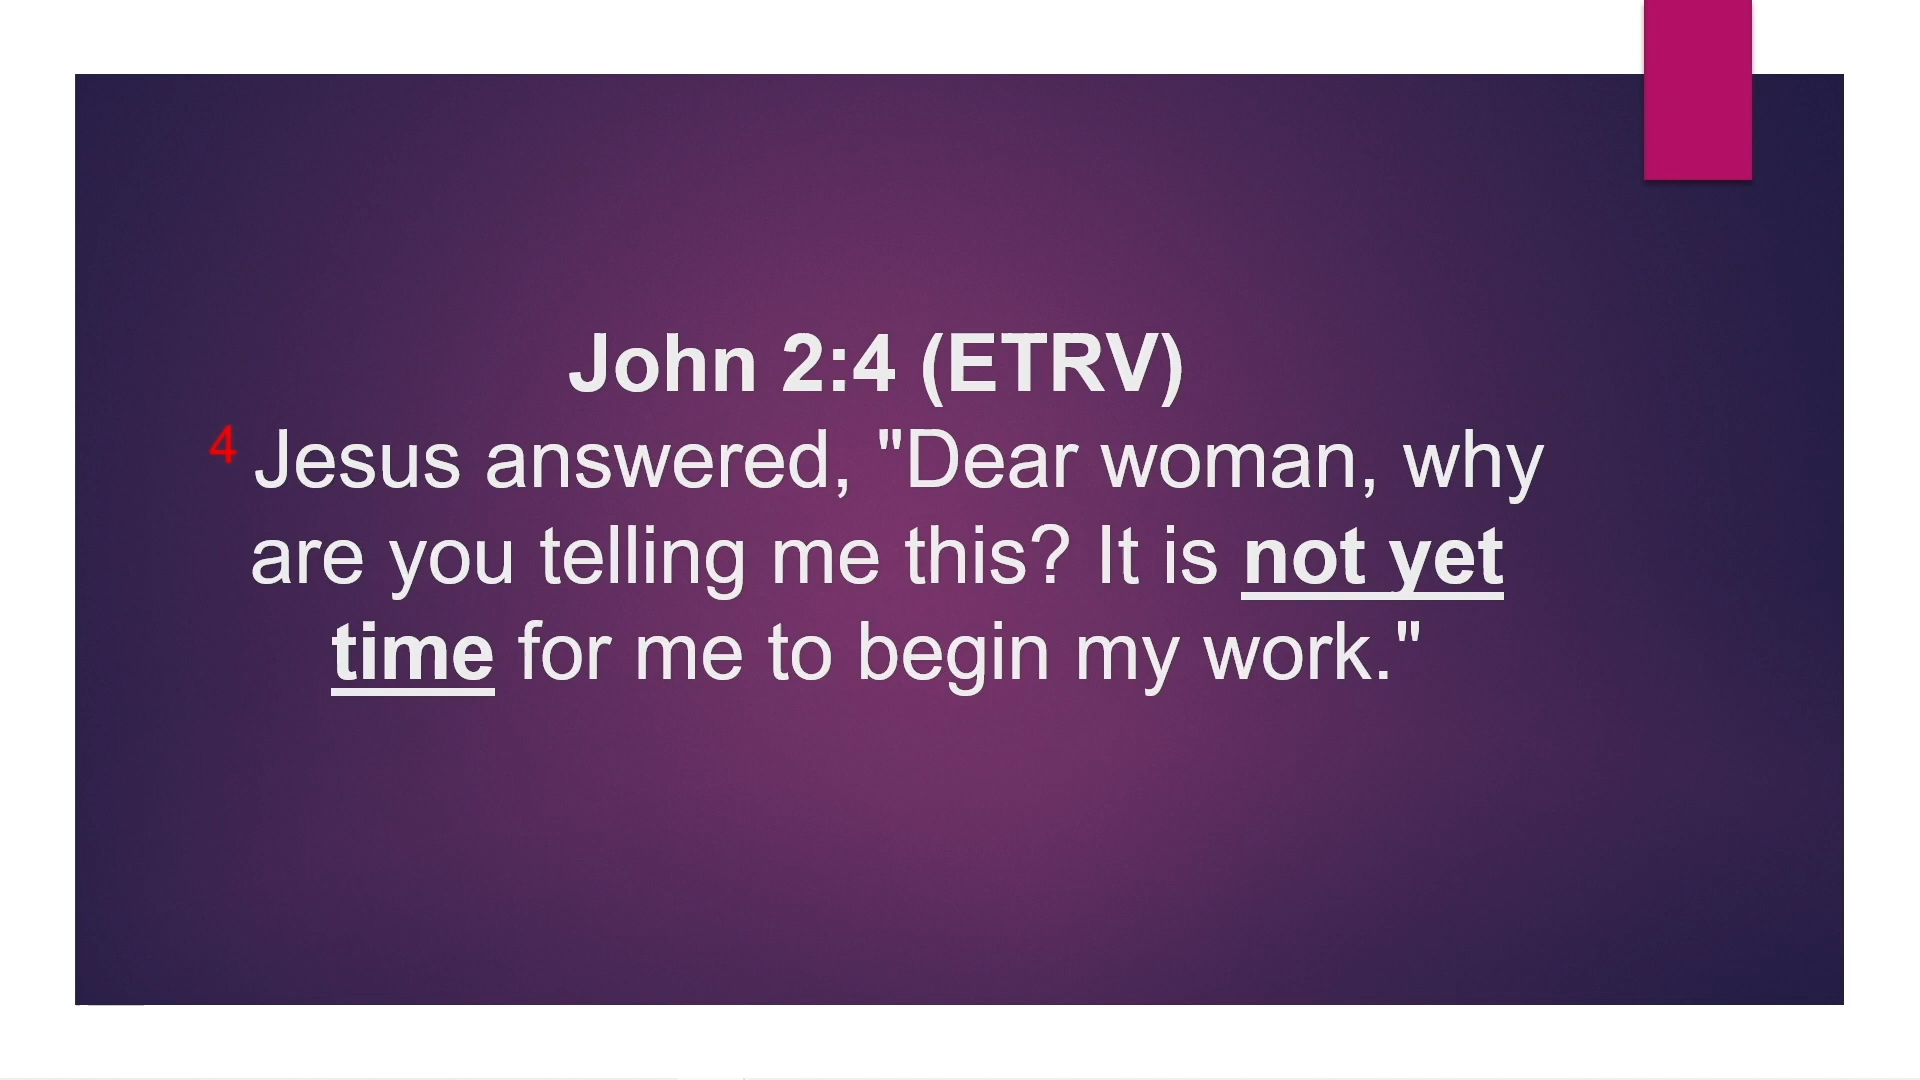 John 2:4 (ETRV)
4 Jesus answered, "Dear woman, why
are you telling me this? It is not yet
time for me to begin my work."